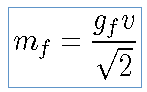 $m_f = \frac{g_f v}{\sqrt{2}}$